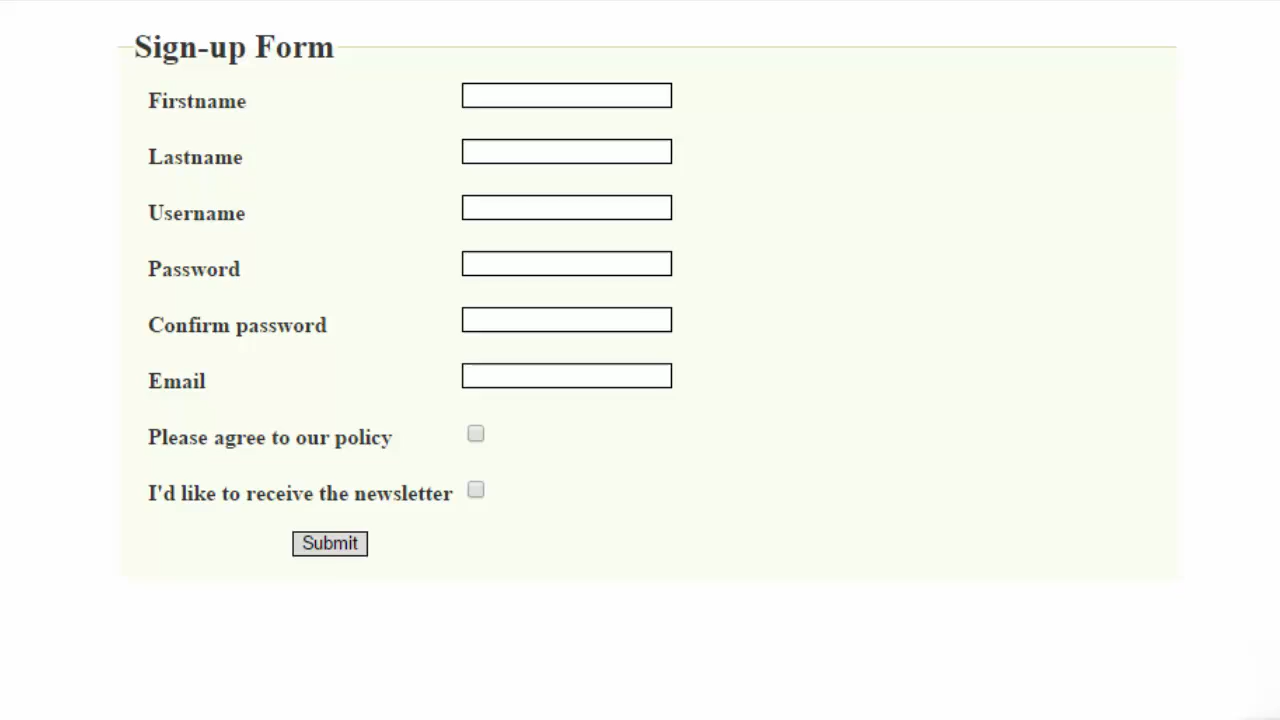 Sign-up Form
Firstname
Lastname
Username
Password
Confirm password
Email
Please agree to our policy
I'd like to receive the newsletter
Submit